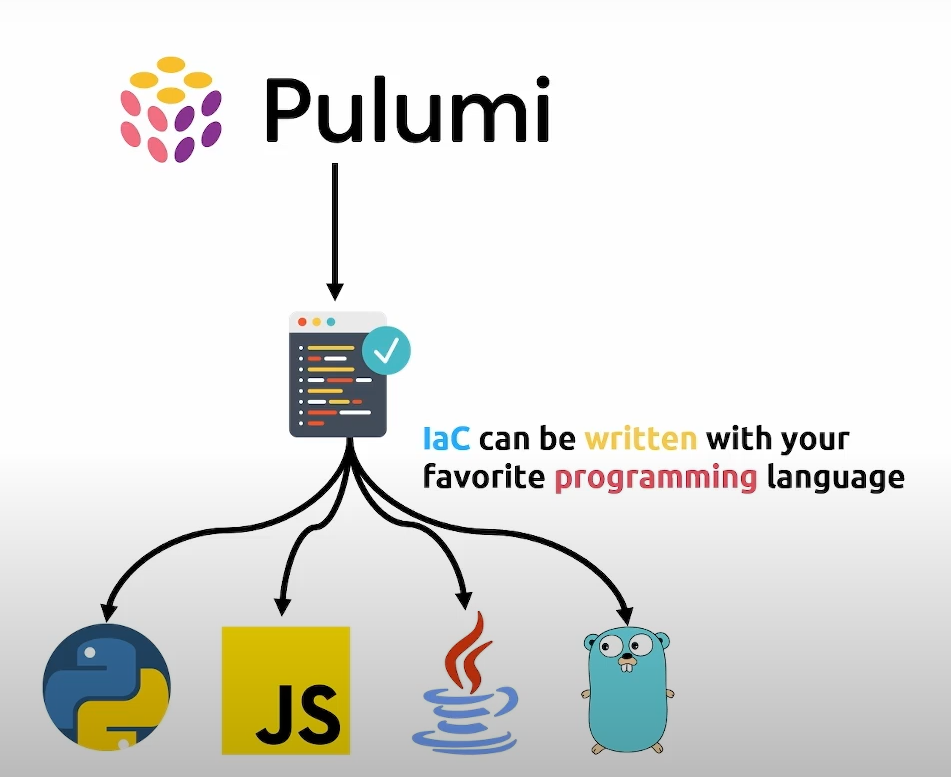 Pulumi
IaC can be written with your
favorite programming language
JS